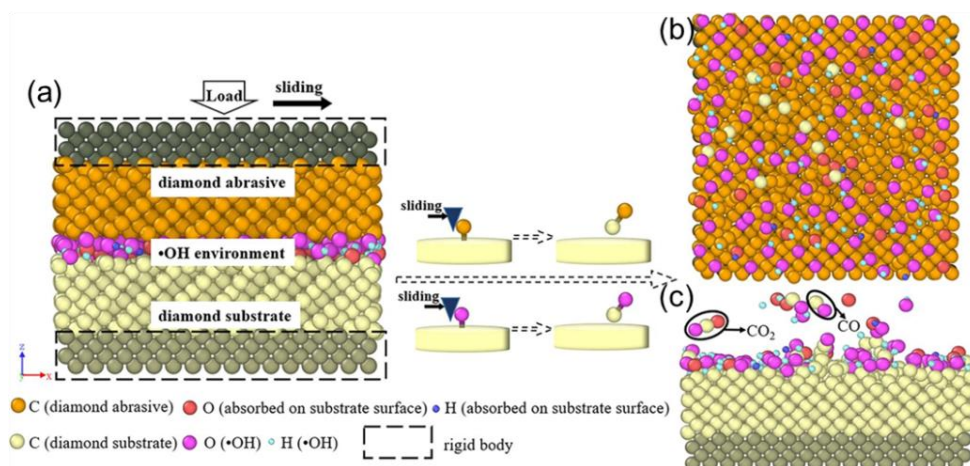 (a)
Load
sliding
diamond abrasive
•OH environment
diamond substrate
z
y
x
sliding
sliding
(b)
(c)
CO2
CO
C (diamond abrasive) O (absorbed on substrate surface) H (absorbed on substrate surface)
C (diamond substrate) O (•OH) H (•OH) rigid body